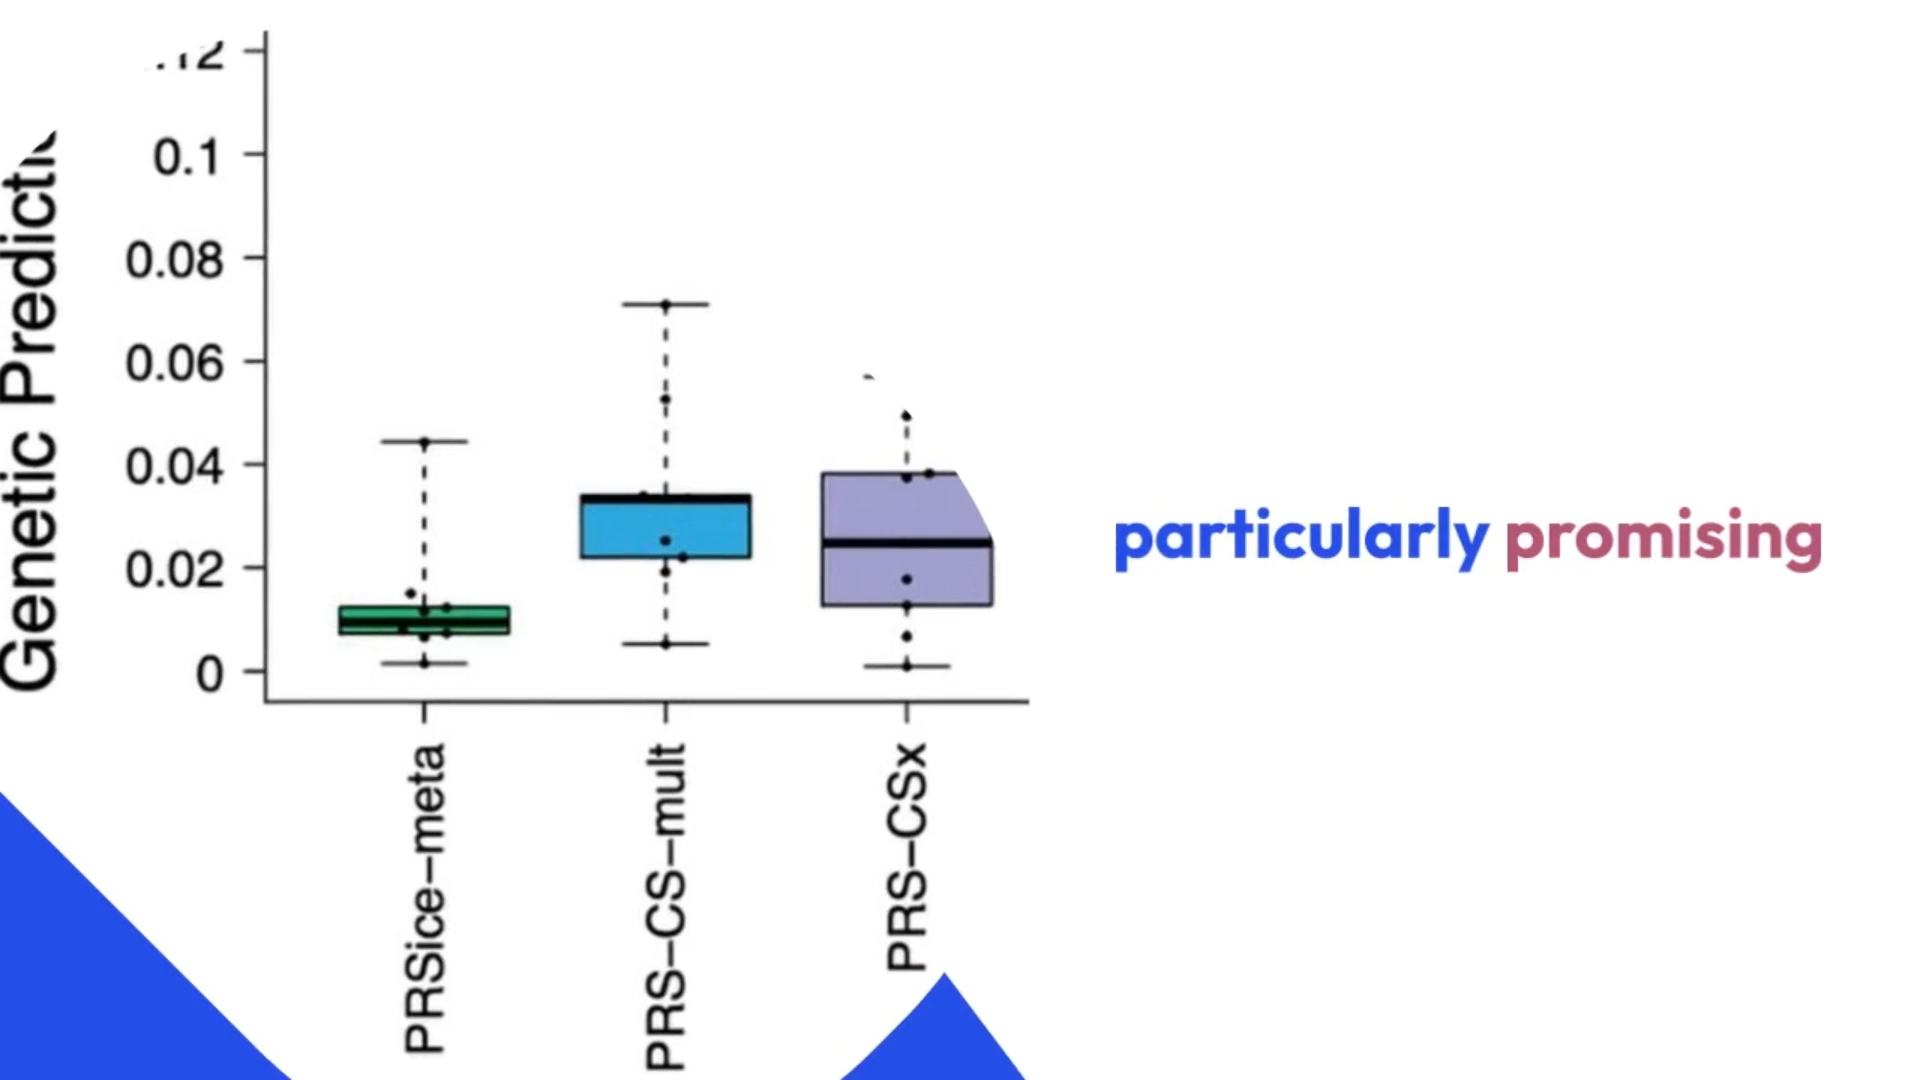 Genetic
0.1
0.08
0.06
0.04
0.02
0
PRSice-meta
PRS-CS-mult
PRS-CSx
particularly promising